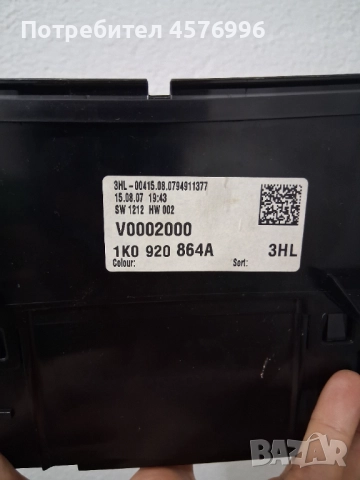 Потребител 4576996
3HL-00415.08.0794911377
15.08.07 19:43
SW 1212 HW 002
V0002000
1K0 920 864A 3HL
Colour: Sort:
BAZAR